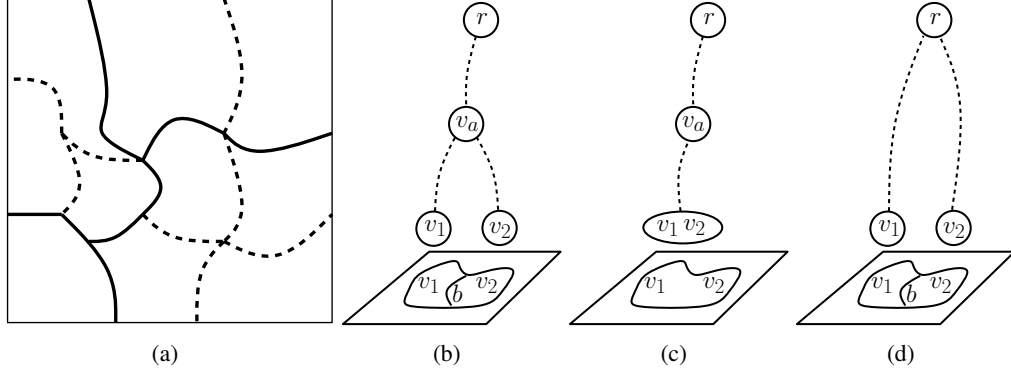 r r r
v_a v_a
v_1 v_2 v_1 v_2 v_1 v_2
v_1 b v_2 v_1 v_2 v_1 b v_2
(a) (b) (c) (d)